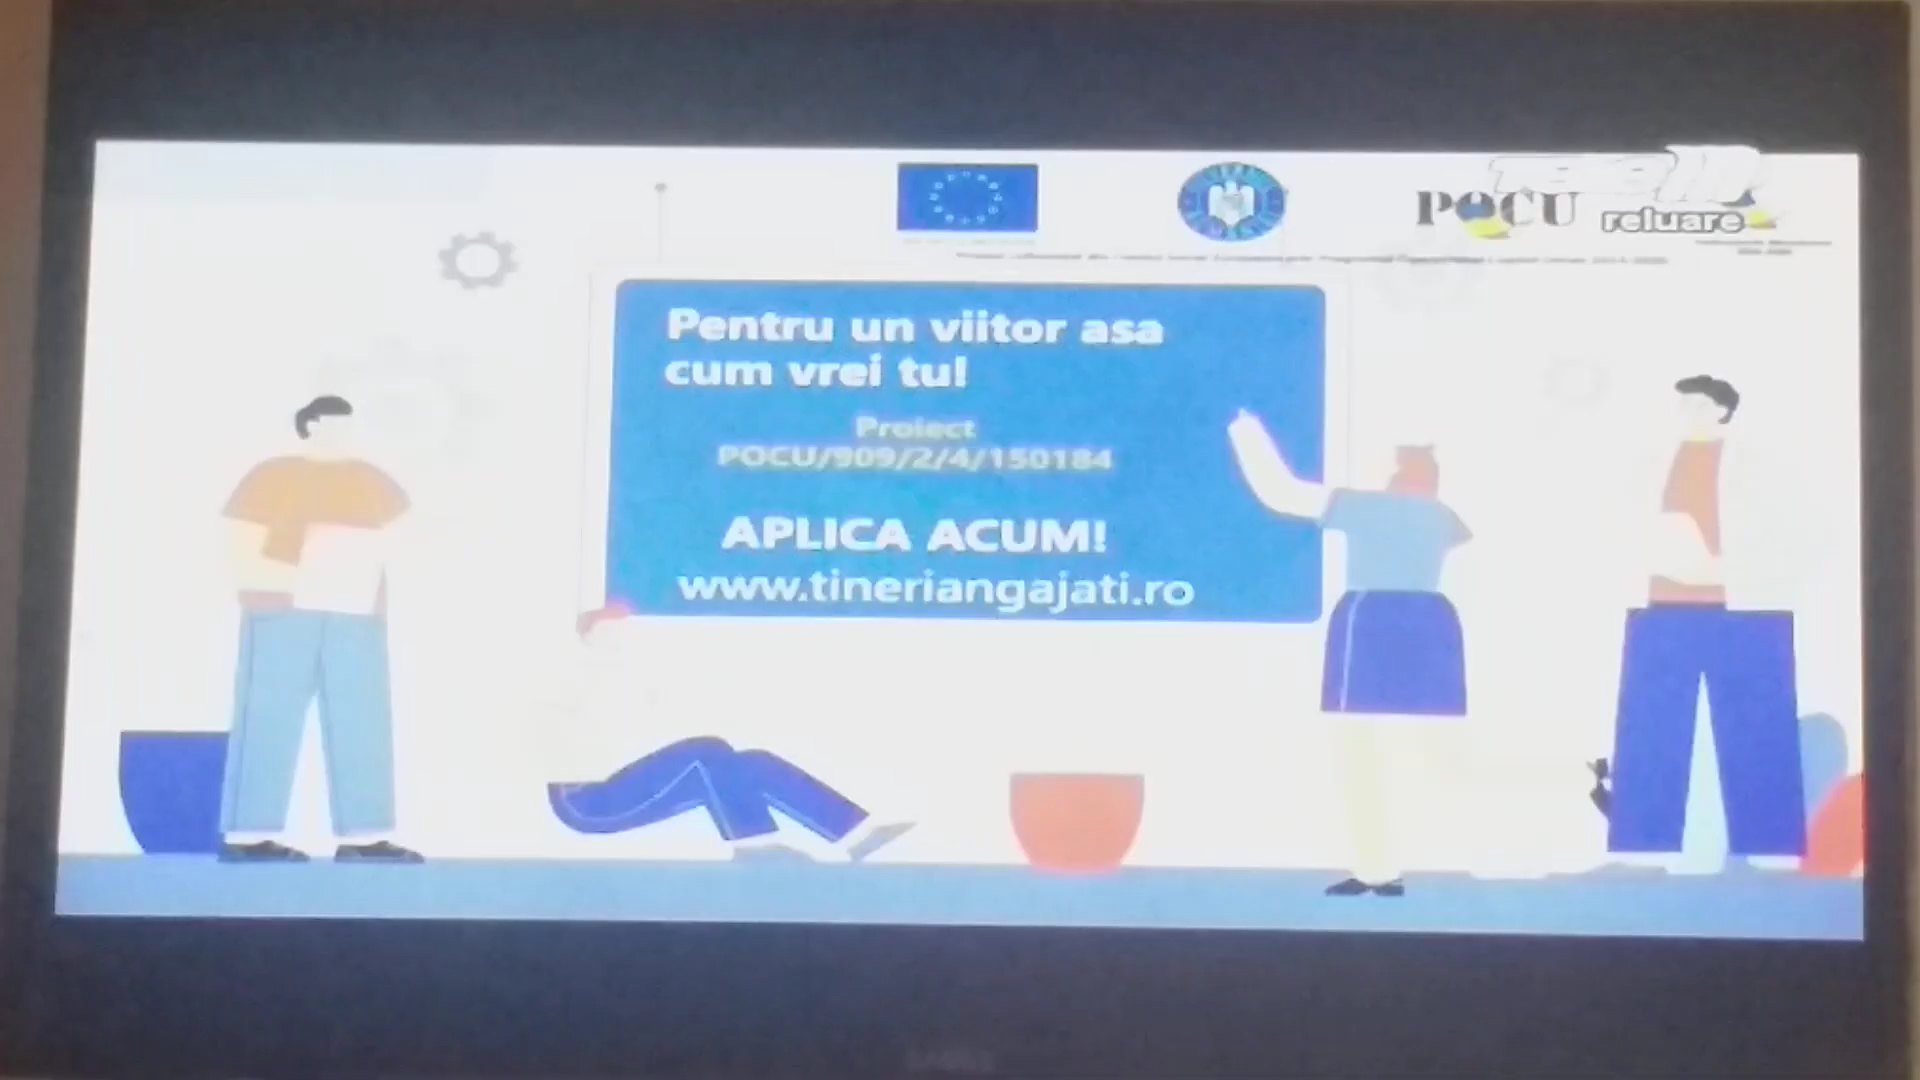 POCU
reluare
Pentru un viitor asa
cum vrei tu!
Proiect
POCU/909/2/4/150184
APLICA ACUM!
www.tineriangajati.ro